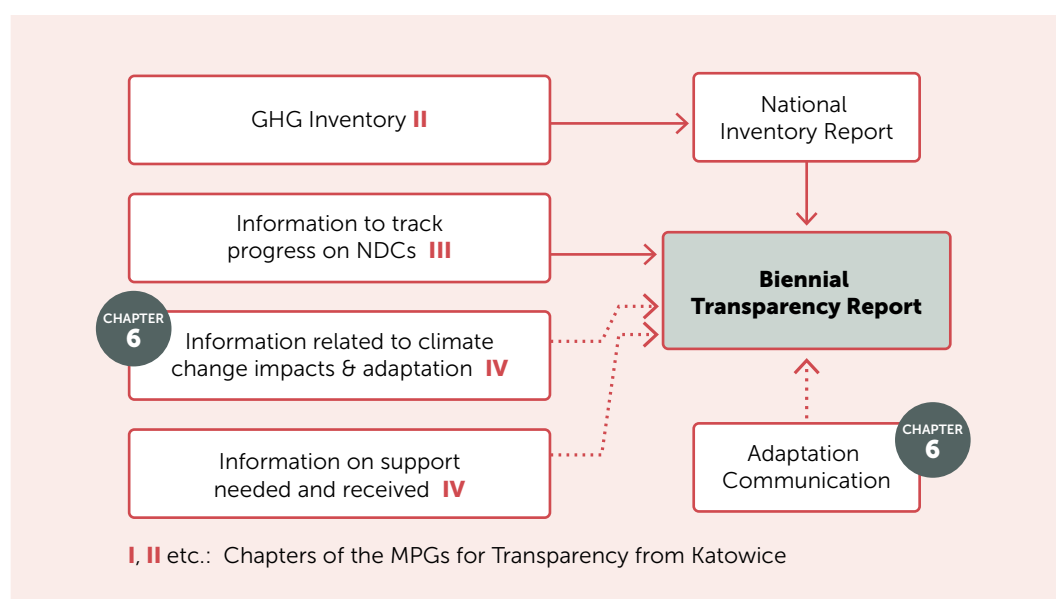 GHG Inventory II
National
Inventory Report
Information to track
progress on NDCs III
Biennial
Transparency Report
CHAPTER
6
Information related to climate
change impacts & adaptation IV
CHAPTER
6
Adaptation
Communication
Information on support
needed and received IV
I, II etc.: Chapters of the MPGs for Transparency from Katowice